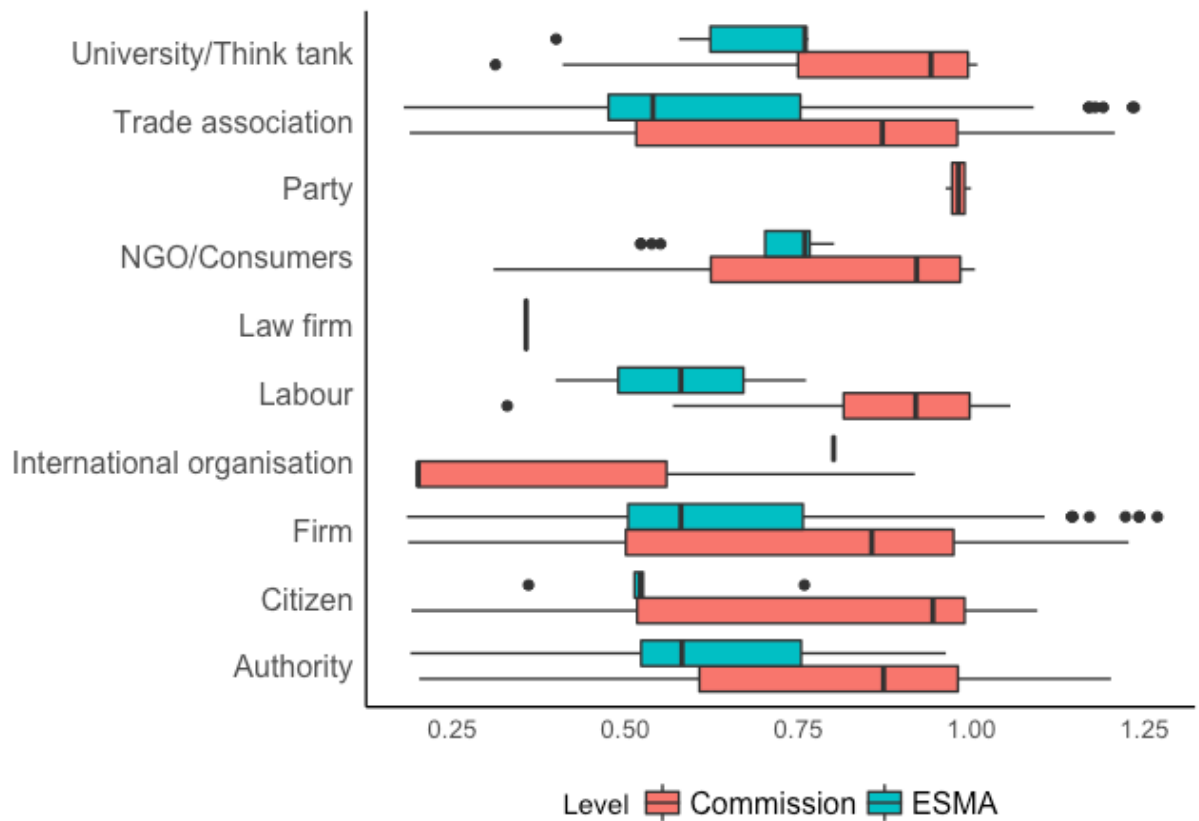 University/Think tank
Trade association
Party
NGO/Consumers
Law firm
Labour
International organisation
Firm
Citizen
Authority
0.25 0.50 0.75 1.00 1.25
Level Commission ESMA